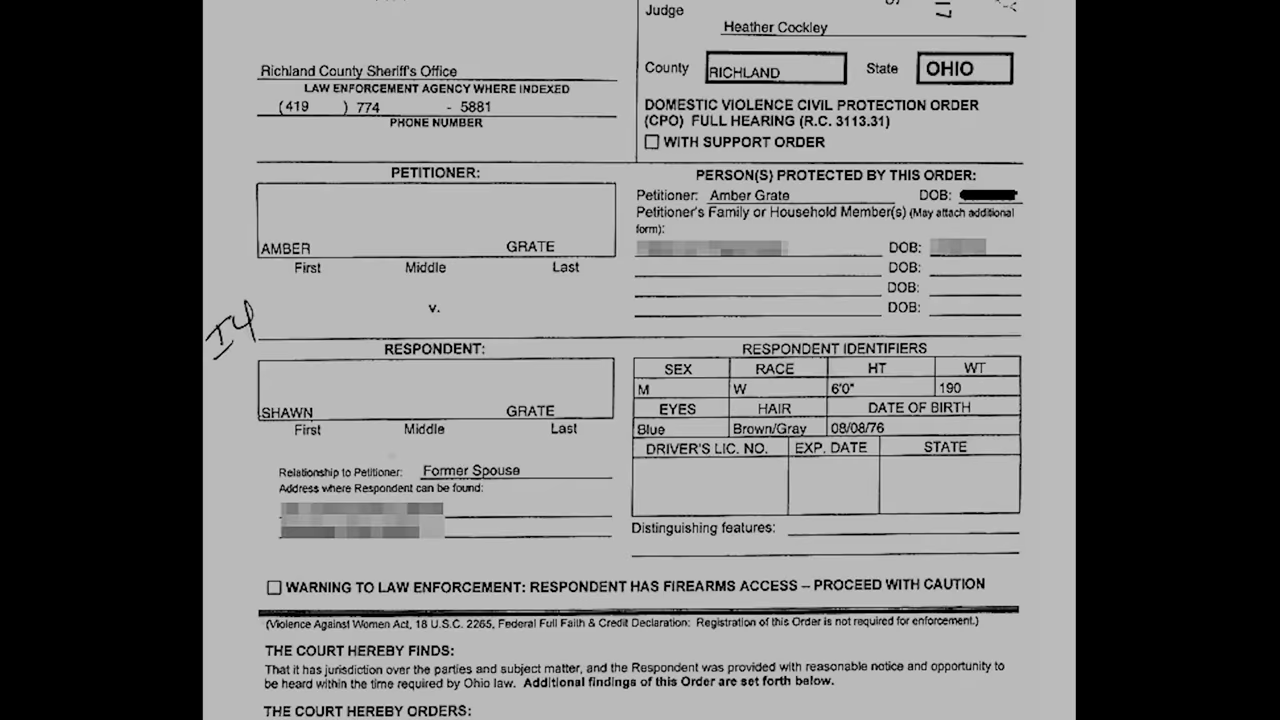 Judge
Heather Cockley
Richland County Sheriff's Office
LAW ENFORCEMENT AGENCY WHERE INDEXED
(419 ) 774 - 5881
PHONE NUMBER
County RICHLAND State OHIO
DOMESTIC VIOLENCE CIVIL PROTECTION ORDER
(CPO) FULL HEARING (R.C. 3113.31)
☐ WITH SUPPORT ORDER
PETITIONER:
AMBER GRATE
First Middle Last
v.
PERSON(S) PROTECTED BY THIS ORDER:
Petitioner: Amber Grate DOB:
Petitioner's Family or Household Member(s) (May attach additional
form):
DOB:
DOB:
DOB:
DOB:
I4
RESPONDENT:
SHAWN GRATE
First Middle Last
Relationship to Petitioner: Former Spouse
Address where Respondent can be found:
RESPONDENT IDENTIFIERS
SEX RACE HT WT
M W 6'0" 190
EYES HAIR DATE OF BIRTH
Blue Brown/Gray 08/08/76
DRIVER'S LIC. NO. EXP. DATE STATE
Distinguishing features:
☐ WARNING TO LAW ENFORCEMENT: RESPONDENT HAS FIREARMS ACCESS – PROCEED WITH CAUTION
(Violence Against Women Act, 18 U.S.C. 2265, Federal Full Faith & Credit Declaration: Registration of this Order is not required for enforcement.)
THE COURT HEREBY FINDS:
That it has jurisdiction over the parties and subject matter, and the Respondent was provided with reasonable notice and opportunity to
be heard within the time required by Ohio law. Additional findings of this Order are set forth below.
THE COURT HEREBY ORDERS: